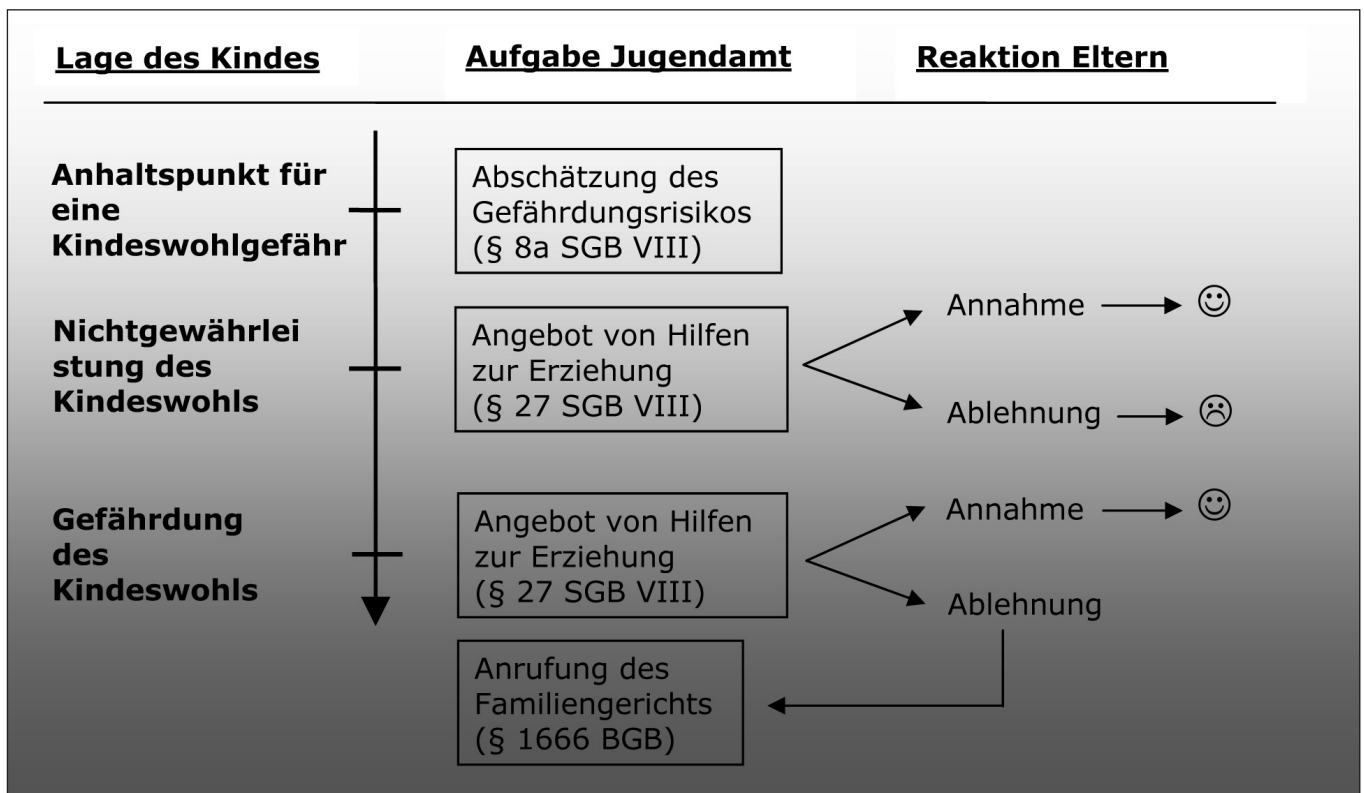 Lage des Kindes
Aufgabe Jugendamt
Reaktion Eltern
Anhaltspunkt für
eine
Kindeswohlgefähr
Abschätzung des
Gefährdungsrisikos
(§ 8a SGB VIII)
Nichtgewährlei
stung des
Kindeswohls
Angebot von Hilfen
zur Erziehung
(§ 27 SGB VIII)
Annahme
Ablehnung
Gefährdung
des
Kindeswohls
Angebot von Hilfen
zur Erziehung
(§ 27 SGB VIII)
Annahme
Ablehnung
Anrufung des
Familiengerichts
(§ 1666 BGB)